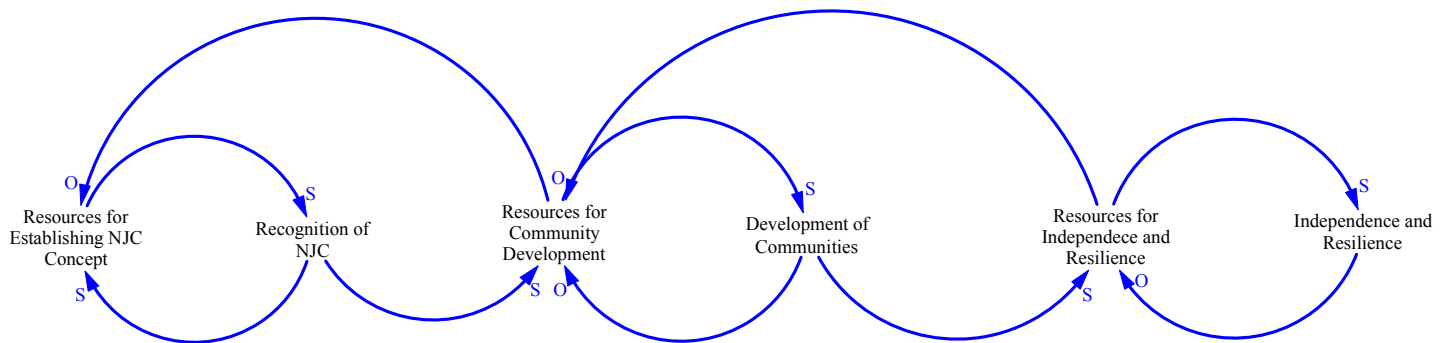 O
S
Resources for
Establishing NJC
Concept
S
Recognition of
NJC
O
S
Resources for
Community
Development
O
S
Development of
Communities
S
Resources for
Independece and
Resilience
S
O
Independence and
Resilience